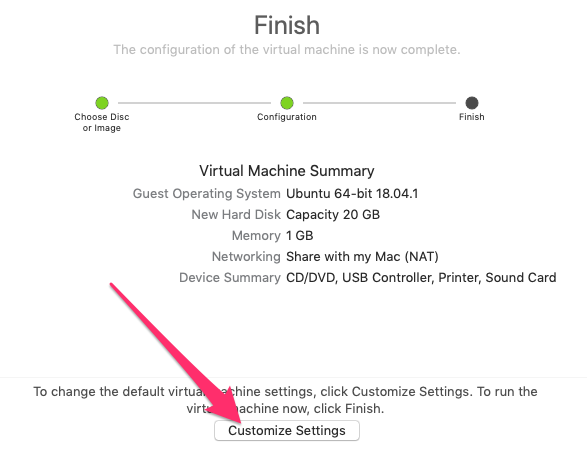 Finish
The configuration of the virtual machine is now complete.
Choose Disc
or Image
Configuration
Finish
Virtual Machine Summary
Guest Operating System Ubuntu 64-bit 18.04.1
New Hard Disk Capacity 20 GB
Memory 1 GB
Networking Share with my Mac (NAT)
Device Summary CD/DVD, USB Controller, Printer, Sound Card
To change the default virtual machine settings, click Customize Settings. To run the
virtual machine now, click Finish.
Customize Settings